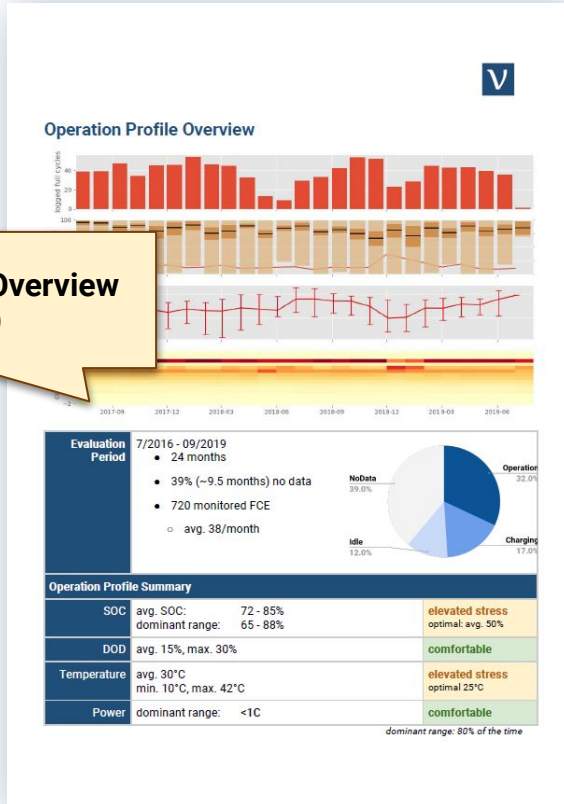 ν
Operation Profile Overview
logged full cycles
40
20
0
100
Overview
2017-09 2017-12 2018-03 2018-06 2018-09 2018-12 2019-03 2019-06
Evaluation Period
7/2016 - 09/2019
● 24 months
● 39% (~9.5 months) no data
● 720 monitored FCE
○ avg. 38/month
NoData
39.0%
Operation
32.0%
Idle
12.0%
Charging
17.0%
Operation Profile Summary
SOC avg. SOC: 72 - 85% elevated stress
dominant range: 65 - 88% optimal: avg. 50%
DOD avg. 15%, max. 30% comfortable
Temperature avg. 30°C elevated stress
min. 10°C, max. 42°C optimal 25°C
Power dominant range: <1C comfortable
dominant range: 80% of the time